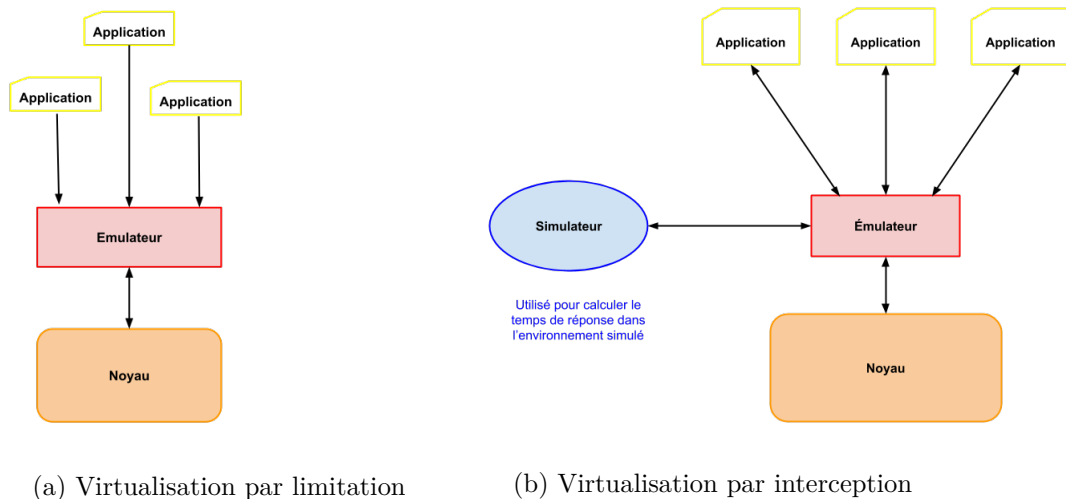 Application
Application
Application
Emulateur
Noyau
(a) Virtualisation par limitation
Application
Application
Application
Simulateur
Émulateur
Utilisé pour calculer le
temps de réponse dans
l'environnement simulé
Noyau
(b) Virtualisation par interception